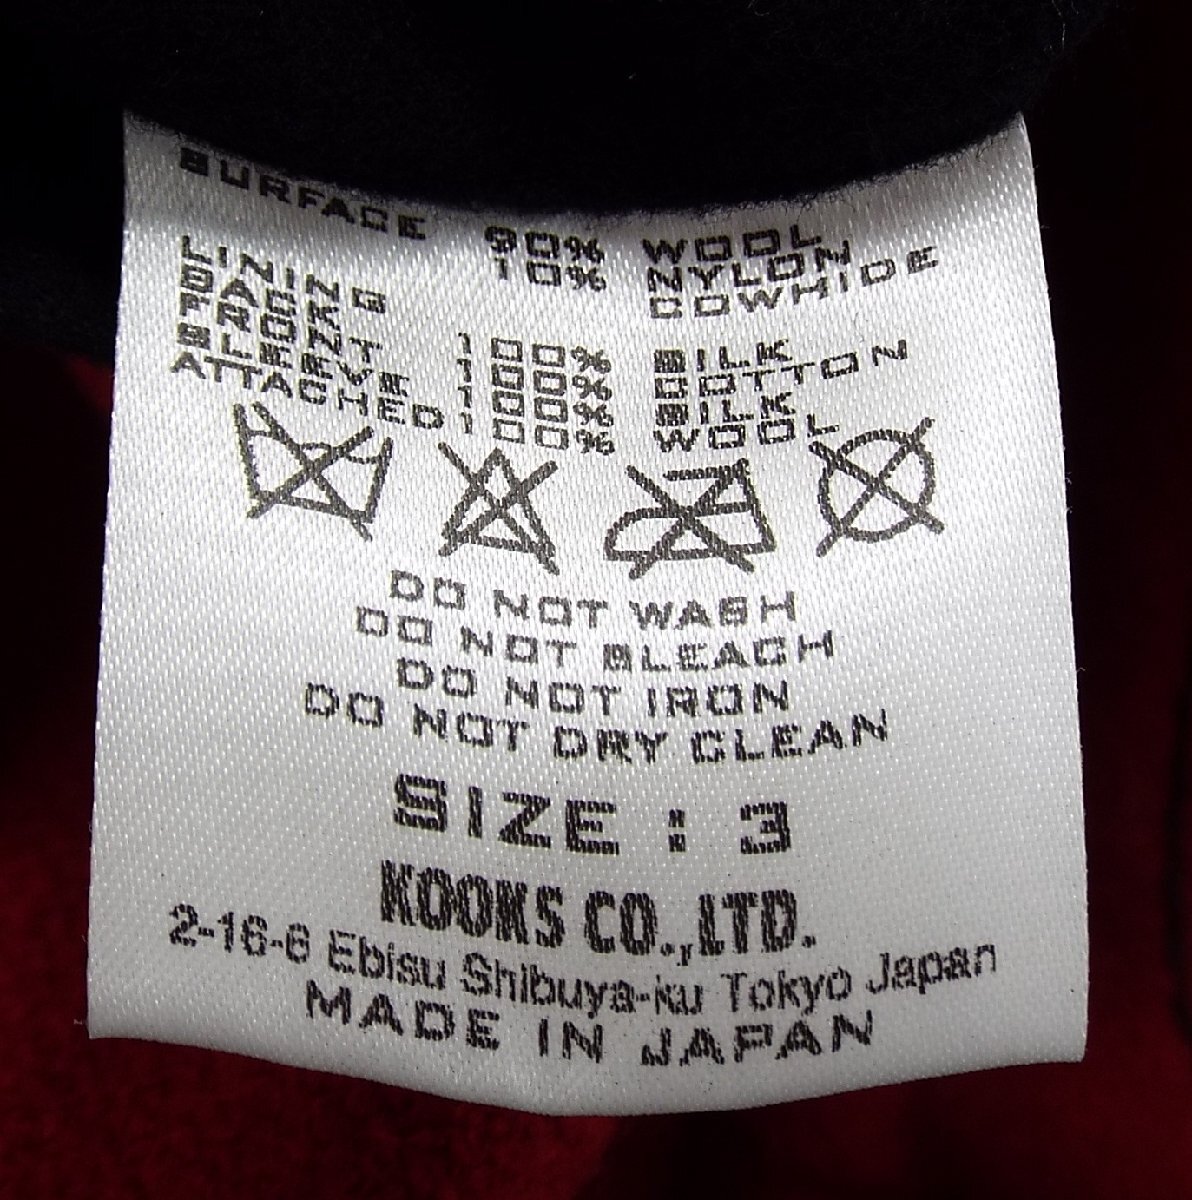 SURFACE 90% WOOL
10% NYLON
COWHIDE
LINING
BACK 100% SILK
FRONT 100% COTTON
SLEEVE 100% SILK
ATTACHED 100% WOOL
DO NOT WASH
DO NOT BLEACH
DO NOT IRON
DO NOT DRY CLEAN
SIZE : 3
KOOKS CO.,LTD.
2-16-6 Ebisu Shibuya-ku Tokyo Japan
MADE IN JAPAN